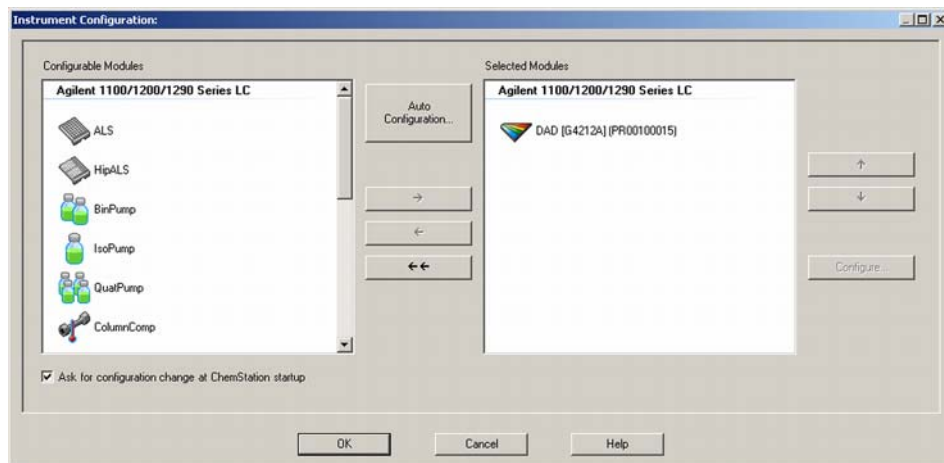 Instrument Configuration:
Configurable Modules
Agilent 1100/1200/1290 Series LC
ALS
HipALS
BinPump
IsoPump
QuatPump
ColumnComp
Auto
Configuration...
Selected Modules
Agilent 1100/1200/1290 Series LC
DAD [G4212A] (PR00100015)
Configure...
Ask for configuration change at ChemStation startup
OK
Cancel
Help